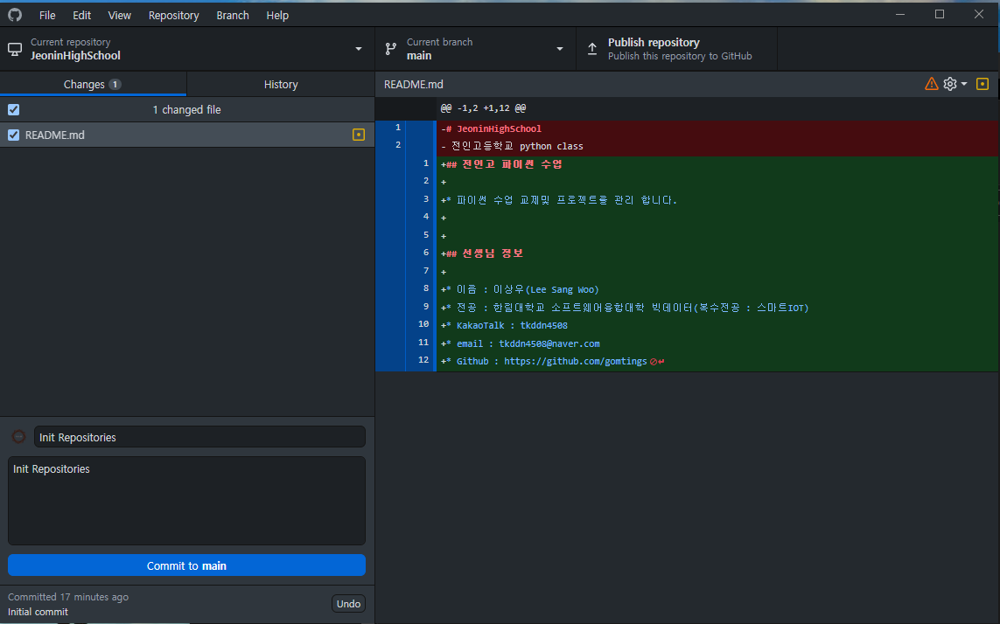 File Edit View Repository Branch Help
Current repository
JeoninHighSchool
Current branch
main
Publish repository
Publish this repository to GitHub
Changes 1
History
README.md
1 changed file
@@ -1,2 +1,12 @@
README.md
1 -# JeoninHighSchool
2 - 전인고등학교 python class
1 +## 전인고 파이썬 수업
2 +
3 +* 파이썬 수업 교재및 프로젝트를 관리 합니다.
4 +
5 +
6 +## 선생님 정보
7 +
8 +* 이름 : 이상우(Lee Sang Woo)
9 +* 전공 : 한림대학교 소프트웨어융합대학 빅데이터(복수전공 : 스마트IOT)
10 +* KakaoTalk : tkddn4508
11 +* email : tkddn4508@naver.com
12 +* Github : https://github.com/gomtings
Init Repositories
Init Repositories
Commit to main
Committed 17 minutes ago
Initial commit
Undo